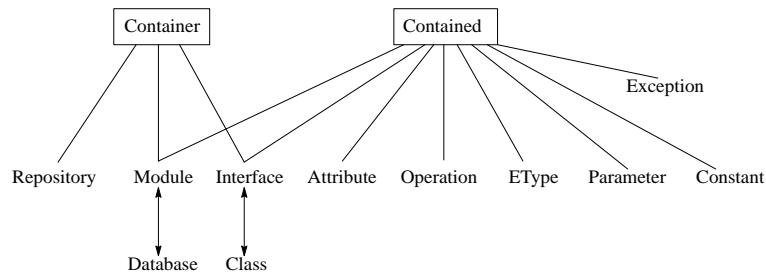 Container
Contained
Exception
Repository
Module
Interface
Attribute
Operation
EType
Parameter
Constant
Database
Class